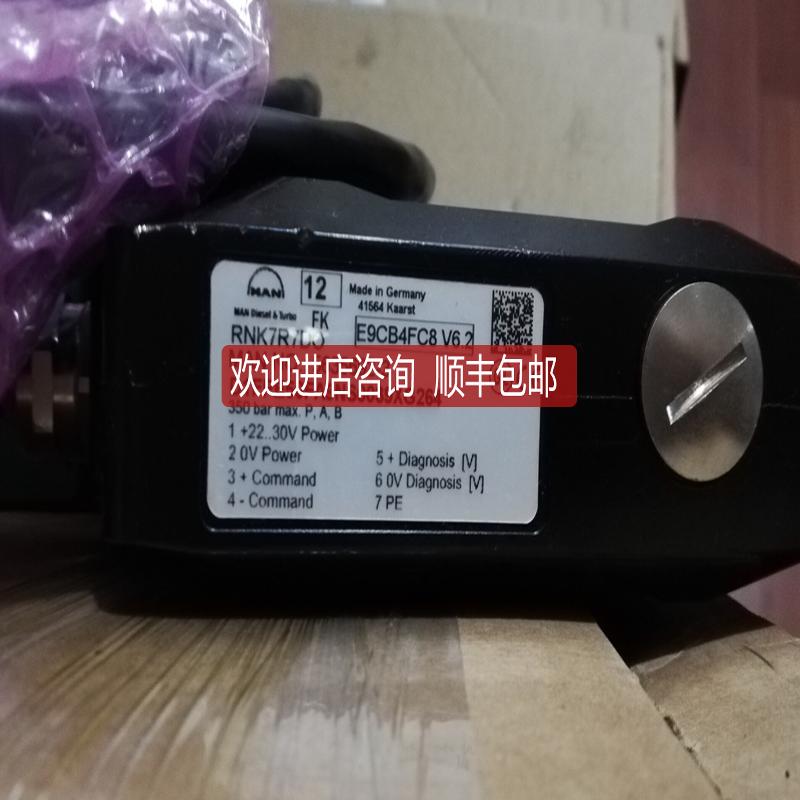 MAN
12
Made in Germany
41564 Kaarst
MAN Diesel & Turbo
FK
E9CB4FC8 V6.2
欢迎进店咨询 顺丰包邮
350 bar max. P, A, B
1 +22..30V Power
2 0V Power
3 + Command
4 - Command
5 + Diagnosis [V]
6 0V Diagnosis [V]
7 PE